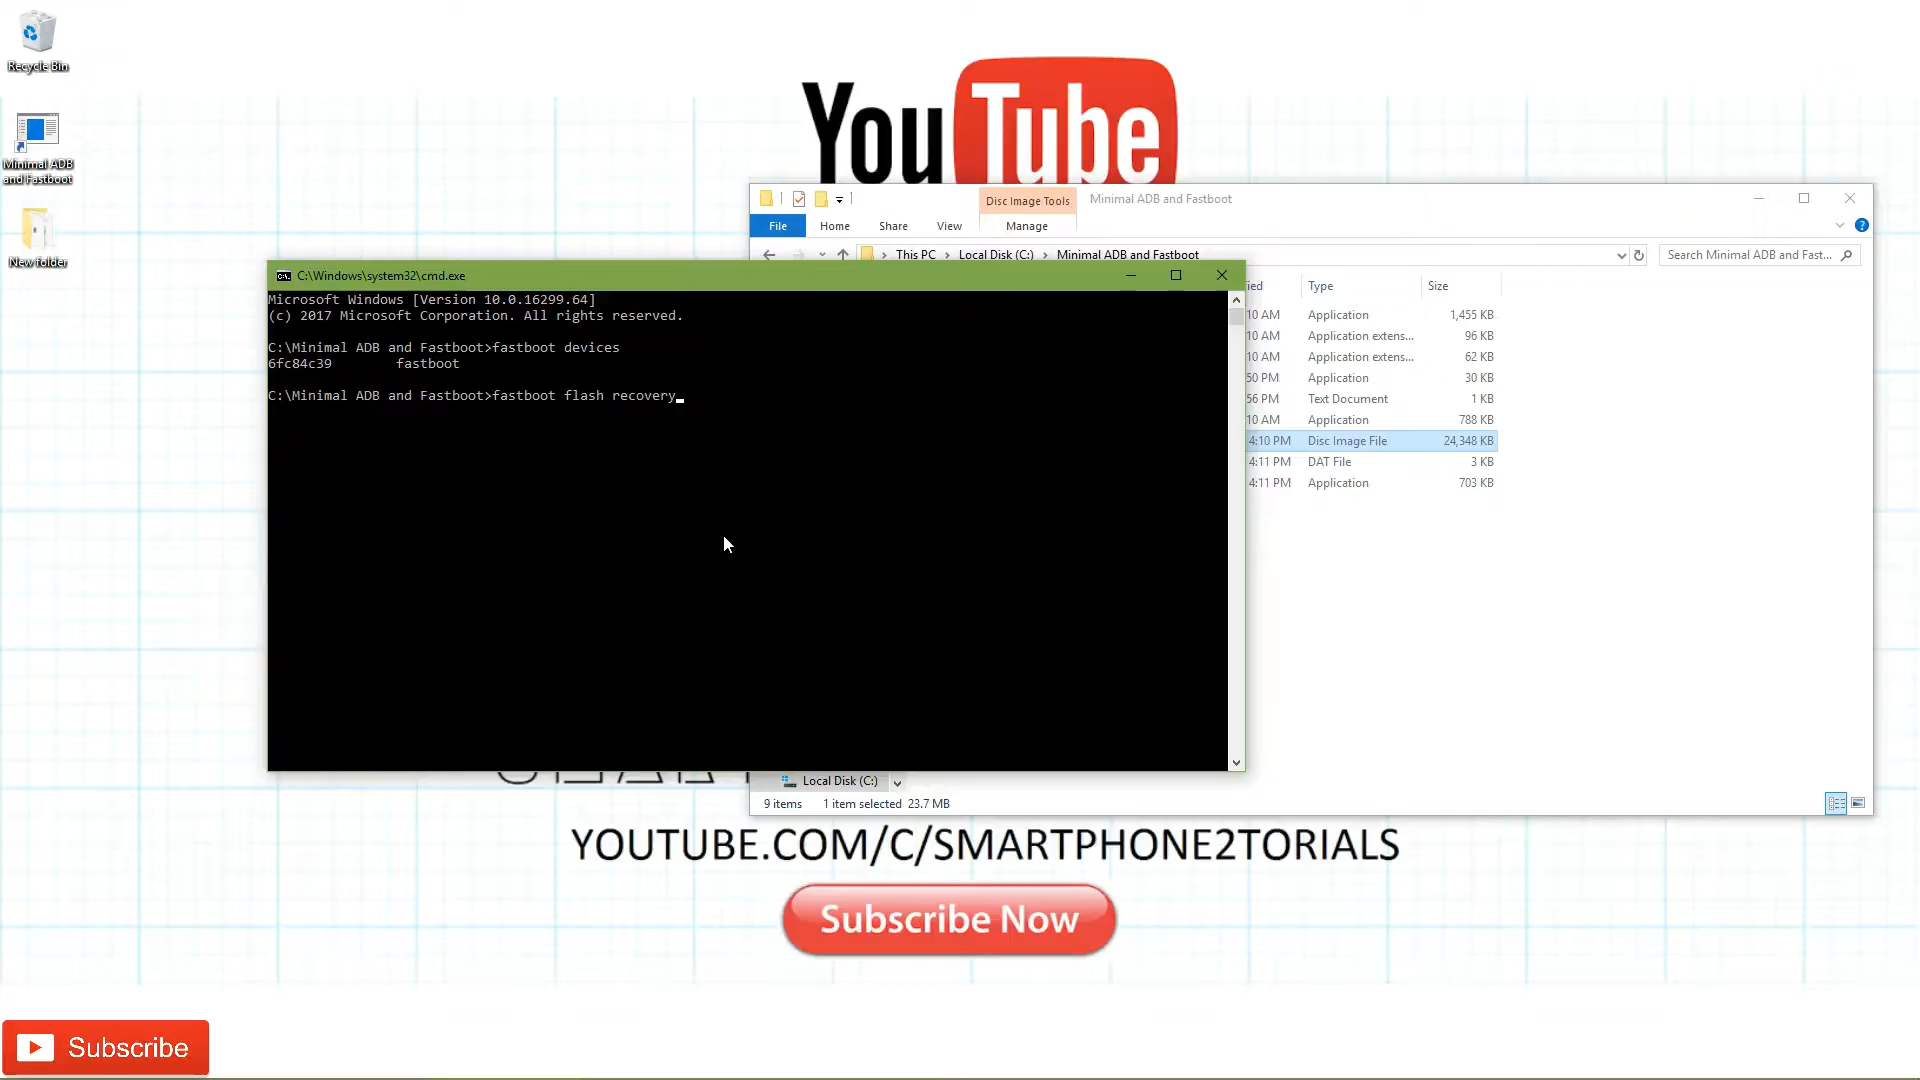 Recycle Bin
Minimal ADB
and Fastboot
New folder
YouTube
Disc Image Tools
Minimal ADB and Fastboot
File
Home
Share
View
Manage
This PC
Local Disk (C:)
Minimal ADB and Fastboot
Search Minimal ADB and Fast...
C:\Windows\system32\cmd.exe
Microsoft Windows [Version 10.0.16299.64]
(c) 2017 Microsoft Corporation. All rights reserved.
C:\Minimal ADB and Fastboot>fastboot devices
6fc84c39 fastboot
C:\Minimal ADB and Fastboot>fastboot flash recovery
Type Size
10 AM Application 1,455 KB
10 AM Application extens... 96 KB
10 AM Application extens... 62 KB
50 PM Application 30 KB
56 PM Text Document 1 KB
10 AM Application 788 KB
4:10 PM Disc Image File 24,348 KB
4:11 PM DAT File 3 KB
4:11 PM Application 703 KB
Local Disk (C:)
9 items 1 item selected 23.7 MB
YOUTUBE.COM/C/SMARTPHONE2TORIALS
Subscribe Now
Subscribe